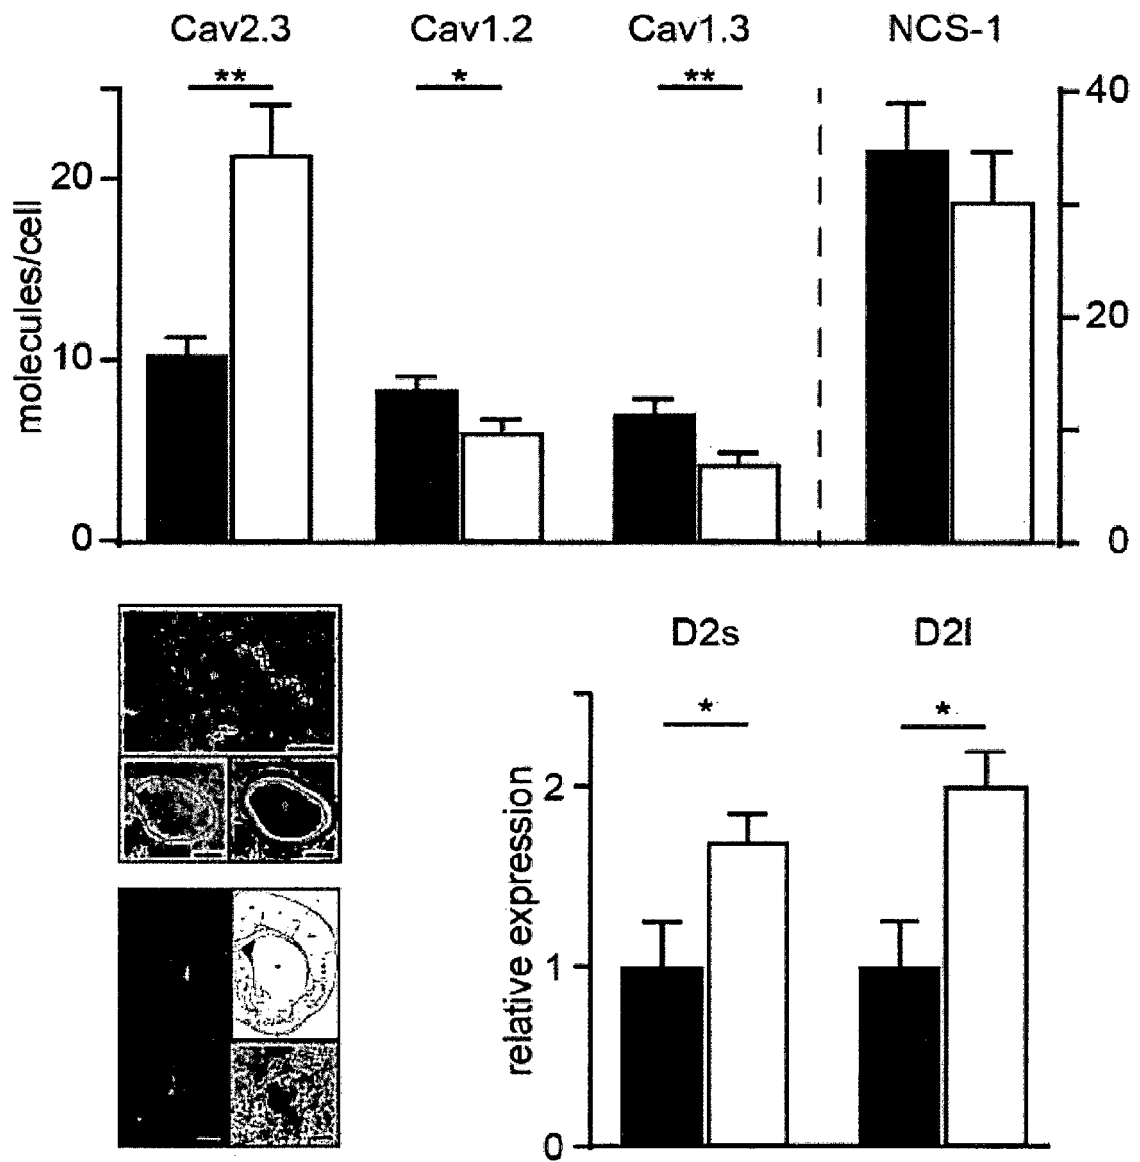 Cav2.3 Cav1.2 Cav1.3 NCS-1
** * **
molecules/cell
20
10
0
40
20
0
D2s D2l
* *
relative expression
2
1
0